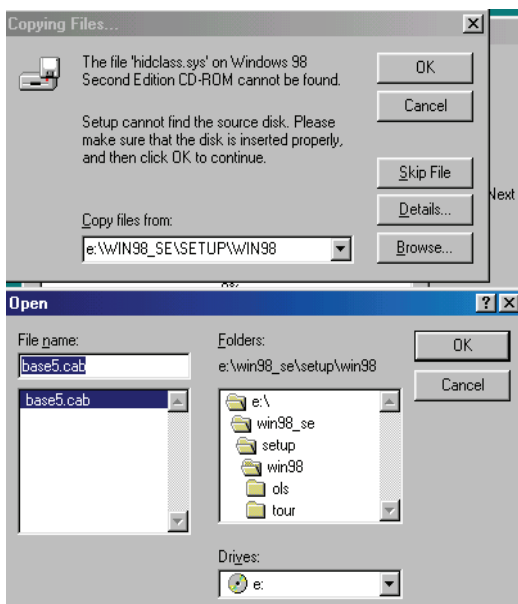 Copying Files...
The file 'hidclass.sys' on Windows 98
Second Edition CD-ROM cannot be found.
Setup cannot find the source disk. Please
make sure that the disk is inserted properly,
and then click OK to continue.
Copy files from:
e:\WIN98_SE\SETUP\WIN98
OK
Cancel
Skip File
Details...
Browse...
Next
Open
File name:
base5.cab
base5.cab
Folders:
e:\win98_se\setup\win98
e:\
win98_se
setup
win98
ols
tour
Drives:
e:
OK
Cancel